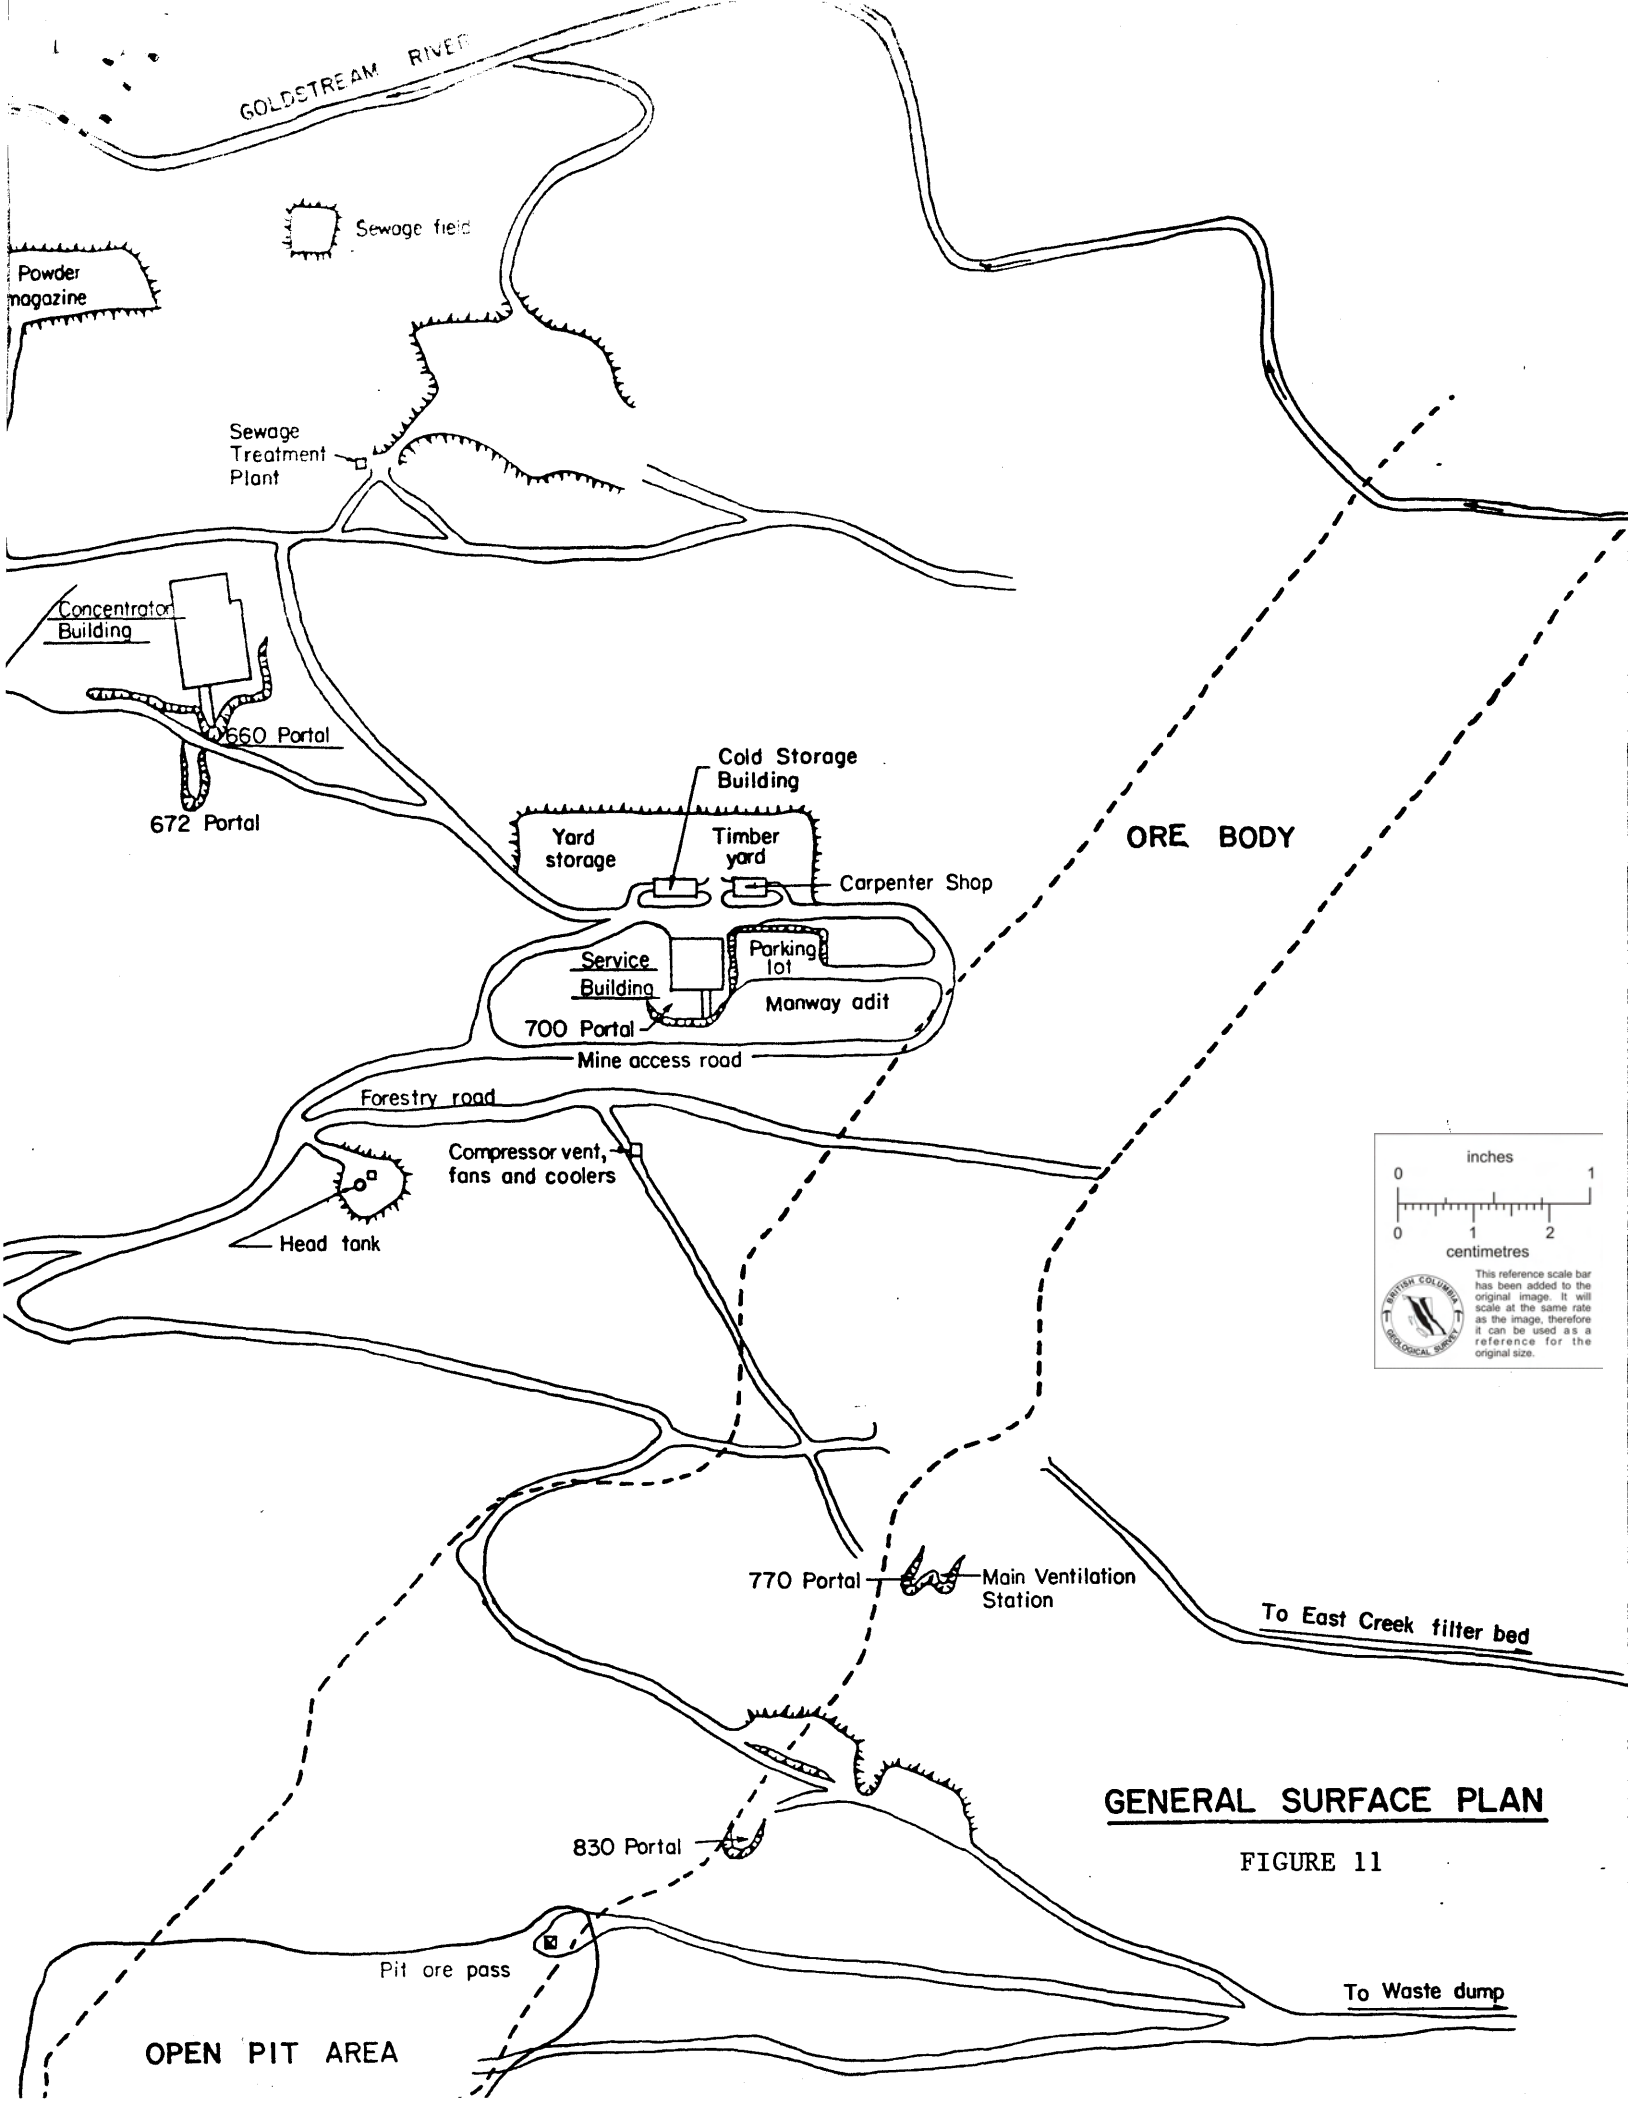 GOLDSTREAM RIVER
Sewage field
Powder
magazine
Sewage
Treatment
Plant
Concentrator
Building
660 Portal
672 Portal
Cold Storage
Building
Yard
storage
Timber
yard
Carpenter Shop
ORE BODY
Service
Building
Parking
lot
Manway adit
700 Portal
Mine access road
Forestry road
Compressor vent,
fans and coolers
Head tank
inches
0 1
0 1 2
centimetres
BRITISH COLUMBIA
GEOLOGICAL SURVEY
This reference scale bar
has been added to the
original image. It will
scale at the same rate
as the image, therefore
it can be used as a
reference for the
original size.
770 Portal
Main Ventilation
Station
To East Creek filter bed
830 Portal
GENERAL SURFACE PLAN
FIGURE 11
Pit ore pass
To Waste dump
OPEN PIT AREA